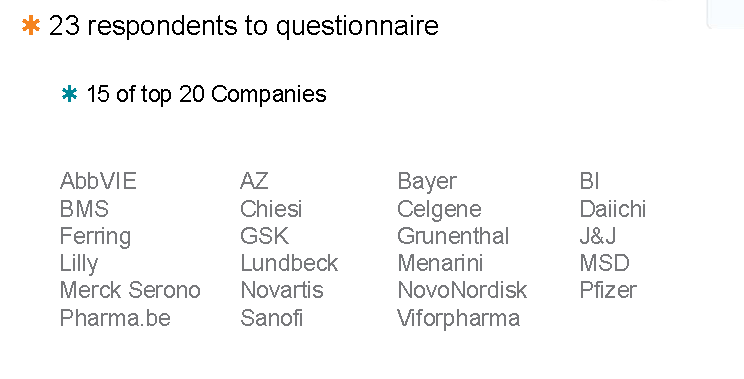 23 respondents to questionnaire
15 of top 20 Companies
AbbVIE AZ Bayer BI
BMS Chiesi Celgene Daiichi
Ferring GSK Grunenthal J&J
Lilly Lundbeck Menarini MSD
Merck Serono Novartis NovoNordisk Pfizer
Pharma.be Sanofi Viforpharma